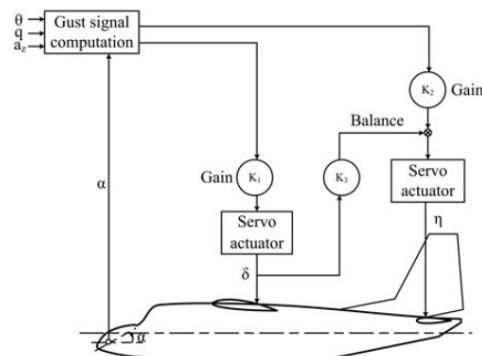 θ
q
a_z
Gust signal
computation
K₂
Gain
Balance
α
Gain
K₁
K₃
Servo
actuator
Servo
actuator
η
δ
α